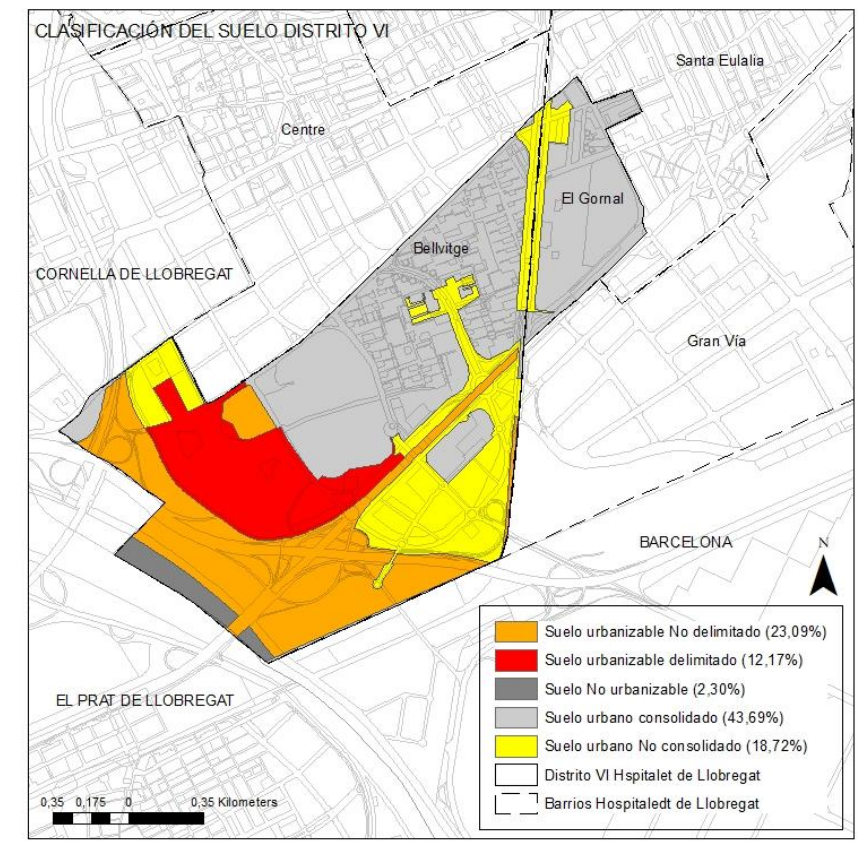 CLASIFICACIÓN DEL SUELO DISTRITO VI
Santa Eulalia
Centre
El Gornal
Bellvitge
CORNELLA DE LLOBREGAT
Gran Vía
BARCELONA
N
EL PRAT DE LLOBREGAT
Suelo urbanizable No delimitado (23,09%)
Suelo urbanizable delimitado (12,17%)
Suelo No urbanizable (2,30%)
Suelo urbano consolidado (43,69%)
Suelo urbano No consolidado (18,72%)
Distrito VI Hspitalet de Llobregat
Barrios Hospitaledt de Llobregat
0,35 0,175 0 0,35 Kilometers